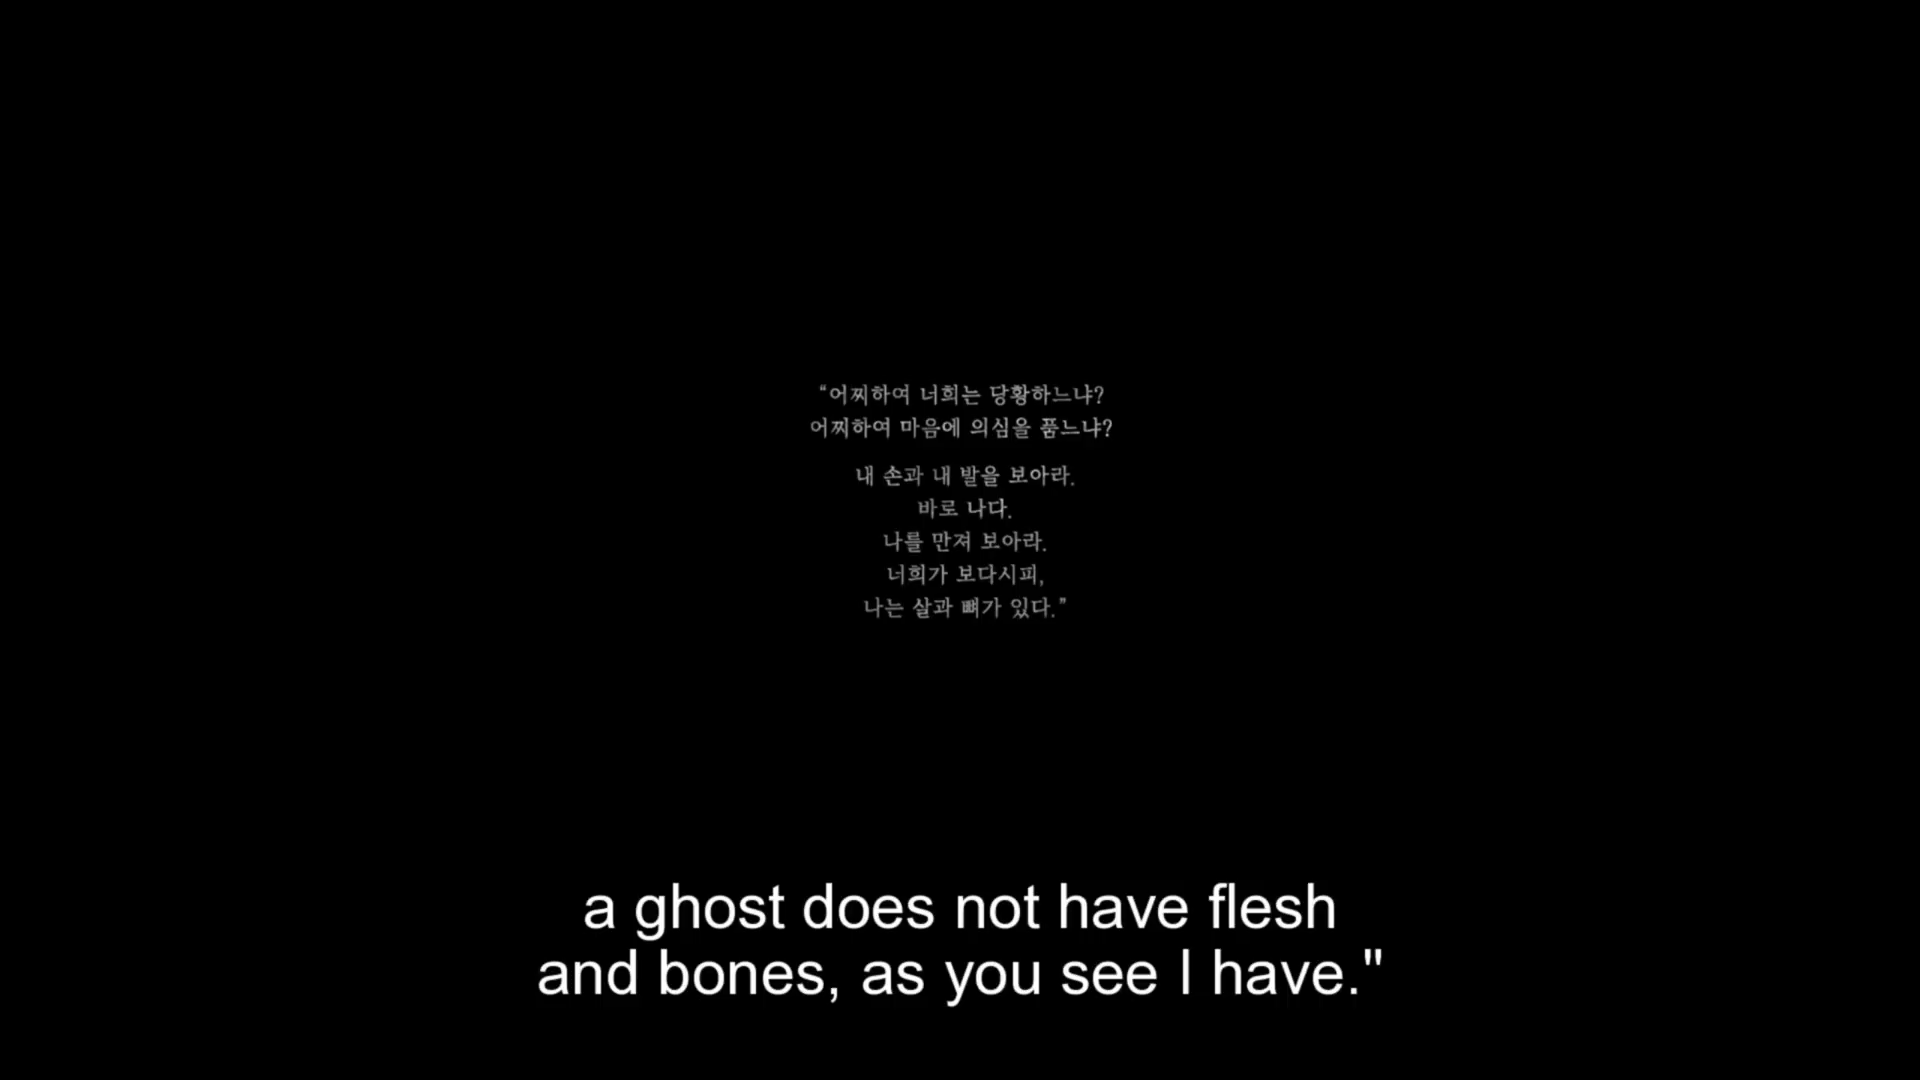 “어찌하여 너희는 당황하느냐?
어찌하여 마음에 의심을 품느냐?
내 손과 내 발을 보아라.
바로 나다.
나를 만져 보아라.
너희가 보다시피,
나는 살과 뼈가 있다.”
a ghost does not have flesh
and bones, as you see I have."